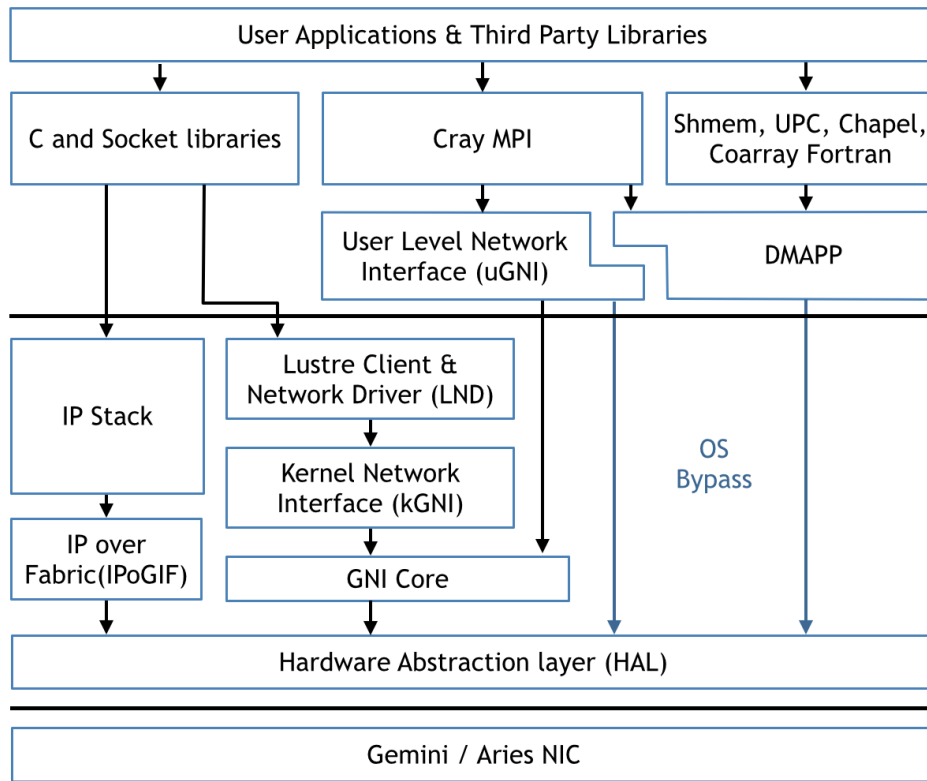 User Applications & Third Party Libraries
C and Socket libraries
Cray MPI
Shmem, UPC, Chapel,
Coarray Fortran
User Level Network
Interface (uGNI)
DMAPP
IP Stack
Lustre Client &
Network Driver (LND)
OS
Bypass
Kernel Network
Interface (kGNI)
IP over
Fabric(IPoGIF)
GNI Core
Hardware Abstraction layer (HAL)
Gemini / Aries NIC